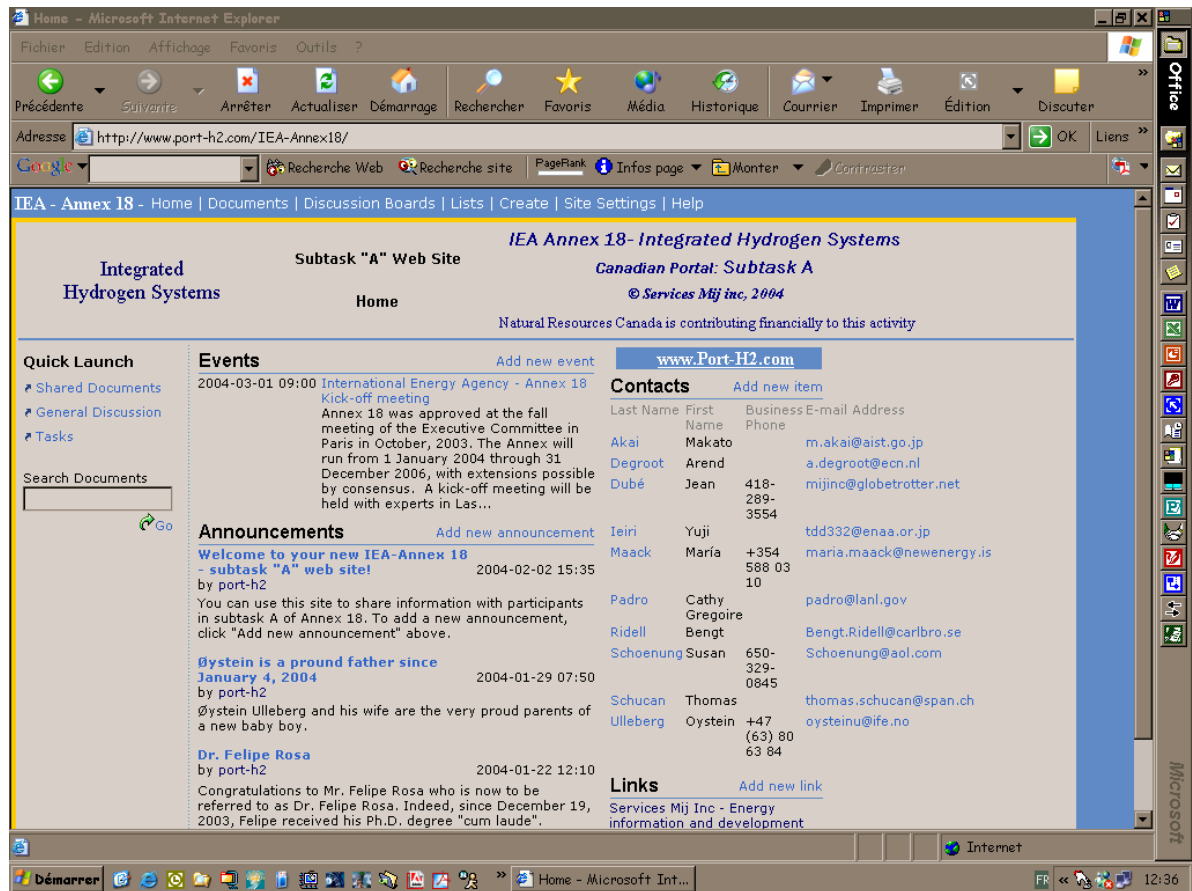 Home - Microsoft Internet Explorer
Fichier Edition Affichage Favoris Outils ?
Précédente Suivante Arrêter Actualiser Démarrage Rechercher Favoris Média Historique Courrier Imprimer Édition Discuter
Adresse http://www.port-h2.com/IEA-Annex18/ OK Liens
Google Recherche Web Recherche site PageRank Infos page Monter Contraster
Office
IEA - Annex 18 - Home | Documents | Discussion Boards | Lists | Create | Site Settings | Help
Integrated
Hydrogen Systems
Subtask "A" Web Site
Home
IEA Annex 18- Integrated Hydrogen Systems
Canadian Portal: Subtask A
© Services Mij inc, 2004
Natural Resources Canada is contributing financially to this activity
Quick Launch
Shared Documents
General Discussion
Tasks
Search Documents
Go
Events Add new event
2004-03-01 09:00 International Energy Agency - Annex 18
Kick-off meeting
Annex 18 was approved at the fall
meeting of the Executive Committee in
Paris in October, 2003. The Annex will
run from 1 January 2004 through 31
December 2006, with extensions possible
by consensus. A kick-off meeting will be
held with experts in Las...
Announcements Add new announcement
Welcome to your new IEA-Annex 18
- subtask "A" web site! 2004-02-02 15:35
by port-h2
You can use this site to share information with participants
in subtask A of Annex 18. To add a new announcement,
click "Add new announcement" above.
Øystein is a pround father since
January 4, 2004 2004-01-29 07:50
by port-h2
Øystein Ulleberg and his wife are the very proud parents of
a new baby boy.
Dr. Felipe Rosa
by port-h2 2004-01-22 12:10
Congratulations to Mr. Felipe Rosa who is now to be
referred to as Dr. Felipe Rosa. Indeed, since December 19,
2003, Felipe received his Ph.D. degree "cum laude".
www.Port-H2.com
Contacts Add new item
Last Name First Business E-mail Address
Name Phone
Akai Makato m.akai@aist.go.jp
Degroot Arend a.degroot@ecn.nl
Dubé Jean 418- mijinc@globetrotter.net
289-
3554
Ieiri Yuji tdd332@enaa.or.jp
Maack María +354 maria.maack@newenergy.is
588 03
10
Padro Cathy padro@lanl.gov
Gregoire
Ridell Bengt Bengt.Ridell@carlbro.se
Schoenung Susan 650- Schoenung@aol.com
329-
0845
Schucan Thomas thomas.schucan@span.ch
Ulleberg Oystein +47 oysteinu@ife.no
(63) 80
63 84
Links Add new link
Services Mij Inc - Energy
information and development
Microsoft
Internet
Démarrer Home - Microsoft Int... FR 12:36